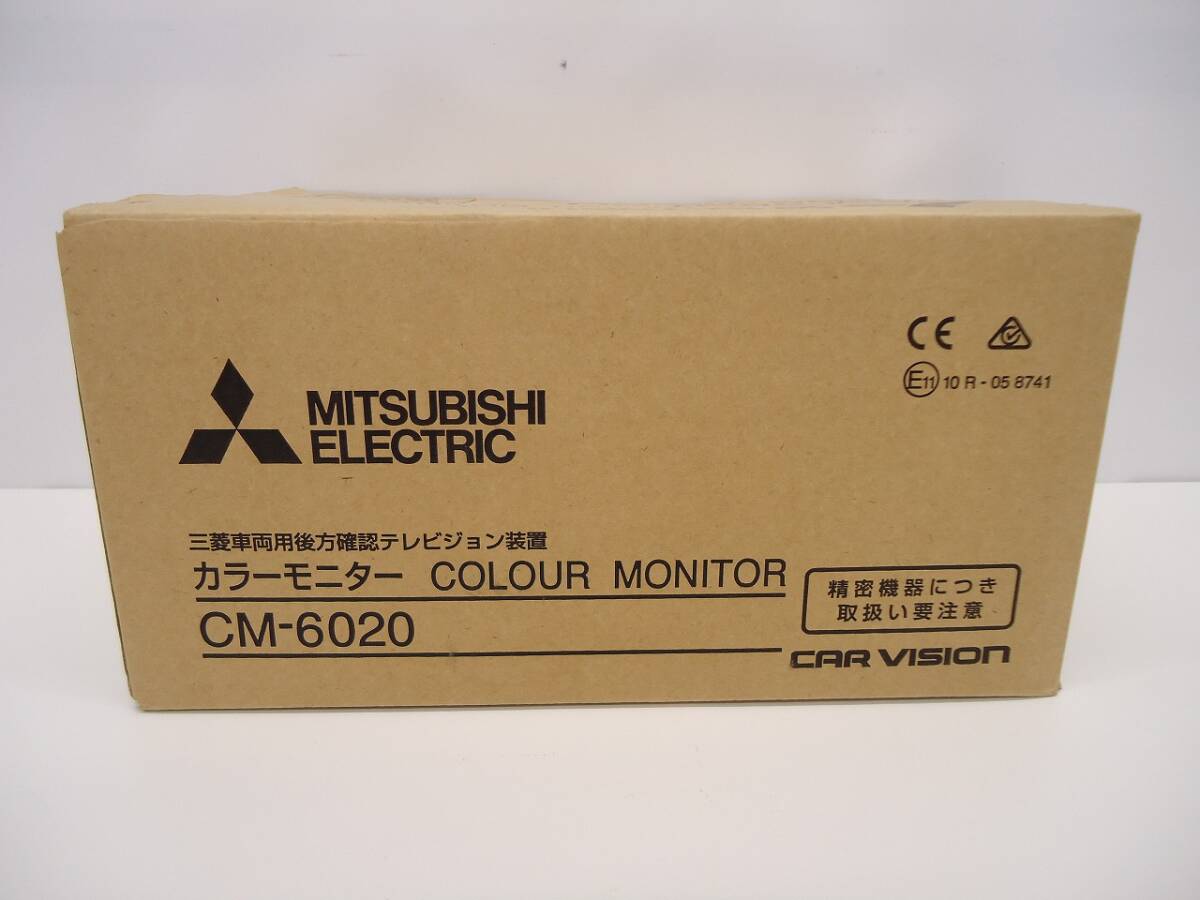 CE
E11 10 R - 05 8741
MITSUBISHI
ELECTRIC
三菱車両用後方確認テレビジョン装置
カラーモニター COLOUR MONITOR
CM-6020
精密機器につき
取扱い要注意
CAR VISION